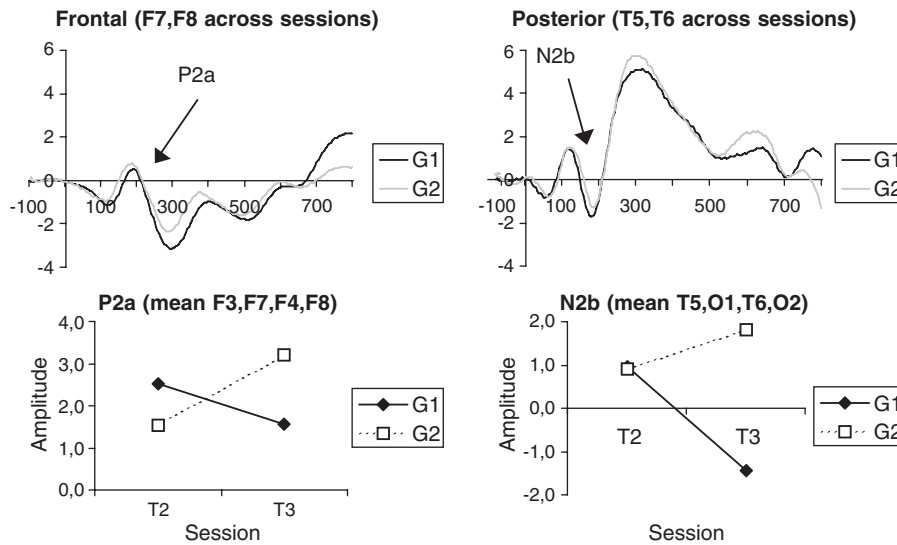 Frontal (F7,F8 across sessions)
6
4
2
0
-2
-4
-100
100
300
500
700
P2a
G1
G2
Posterior (T5,T6 across sessions)
6
4
2
0
-2
-4
-100
100
300
500
700
N2b
G1
G2
P2a (mean F3,F7,F4,F8)
4,0
3,0
2,0
1,0
0,0
Amplitude
T2
T3
Session
G1
G2
N2b (mean T5,O1,T6,O2)
2,0
1,0
0,0
-1,0
-2,0
Amplitude
T2
T3
Session
G1
G2